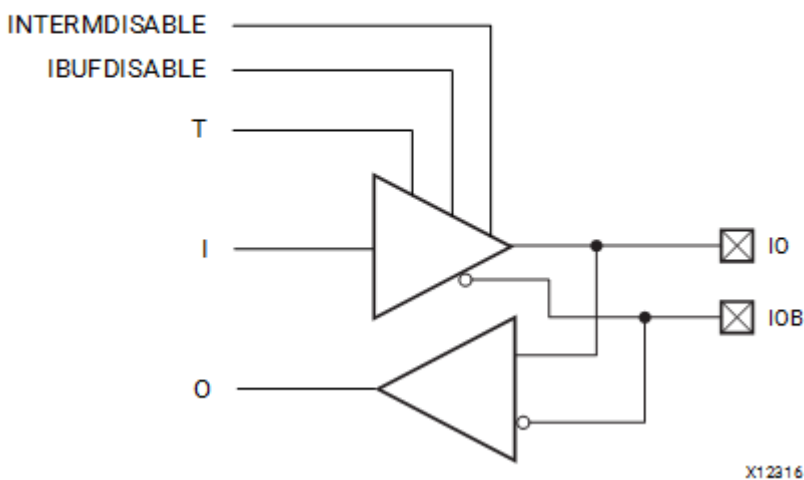 INTERMDISABLE
IBUFDISABLE
T
I
IO
IOB
O
X12316